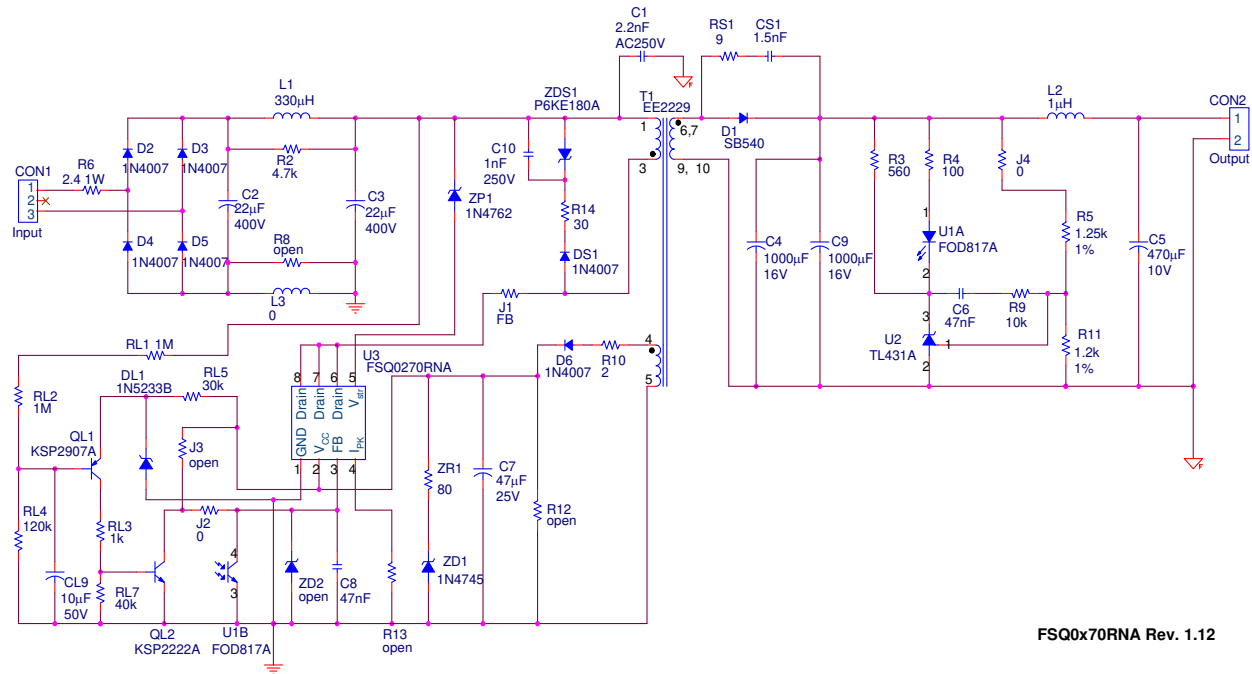 C1
2.2nF
AC250V
RS1
9
CS1
1.5nF
L1
330µH
ZDS1
P6KE180A
T1
EE2229
1
3
6,7
9, 10
D1
SB540
L2
1µH
CON2
1
2
Output
D2
1N4007
D3
1N4007
R6
2.4 1W
CON1
1
2
3
Input
R2
4.7k
C2
22µF
400V
C3
22µF
400V
ZP1
1N4762
C10
1nF
250V
R14
30
DS1
1N4007
R3
560
R4
100
J4
0
C4
1000µF
16V
C9
1000µF
16V
1
U1A
FOD817A
2
R5
1.25k
1%
C5
470µF
10V
D4
1N4007
D5
1N4007
R8
open
L3
0
J1
FB
C6
47nF
R9
10k
3
U2
TL431A
1
2
R11
1.2k
1%
RL1 1M
U3
FSQ0270RNA
8 7 6 5
Drain
Drain
Drain
Vstr
GND
VCC
FB
IPK
1 2 3 4
D6
1N4007
R10
2
4
5
RL2
1M
DL1
1N5233B
RL5
30k
QL1
KSP2907A
J3
open
ZR1
80
C7
47µF
25V
R12
open
RL4
120k
RL3
1k
J2
0
4
3
CL9
10µF
50V
RL7
40k
ZD2
open
C8
47nF
ZD1
1N4745
QL2
KSP2222A
U1B
FOD817A
R13
open
FSQ0x70RNA Rev. 1.12
F
F